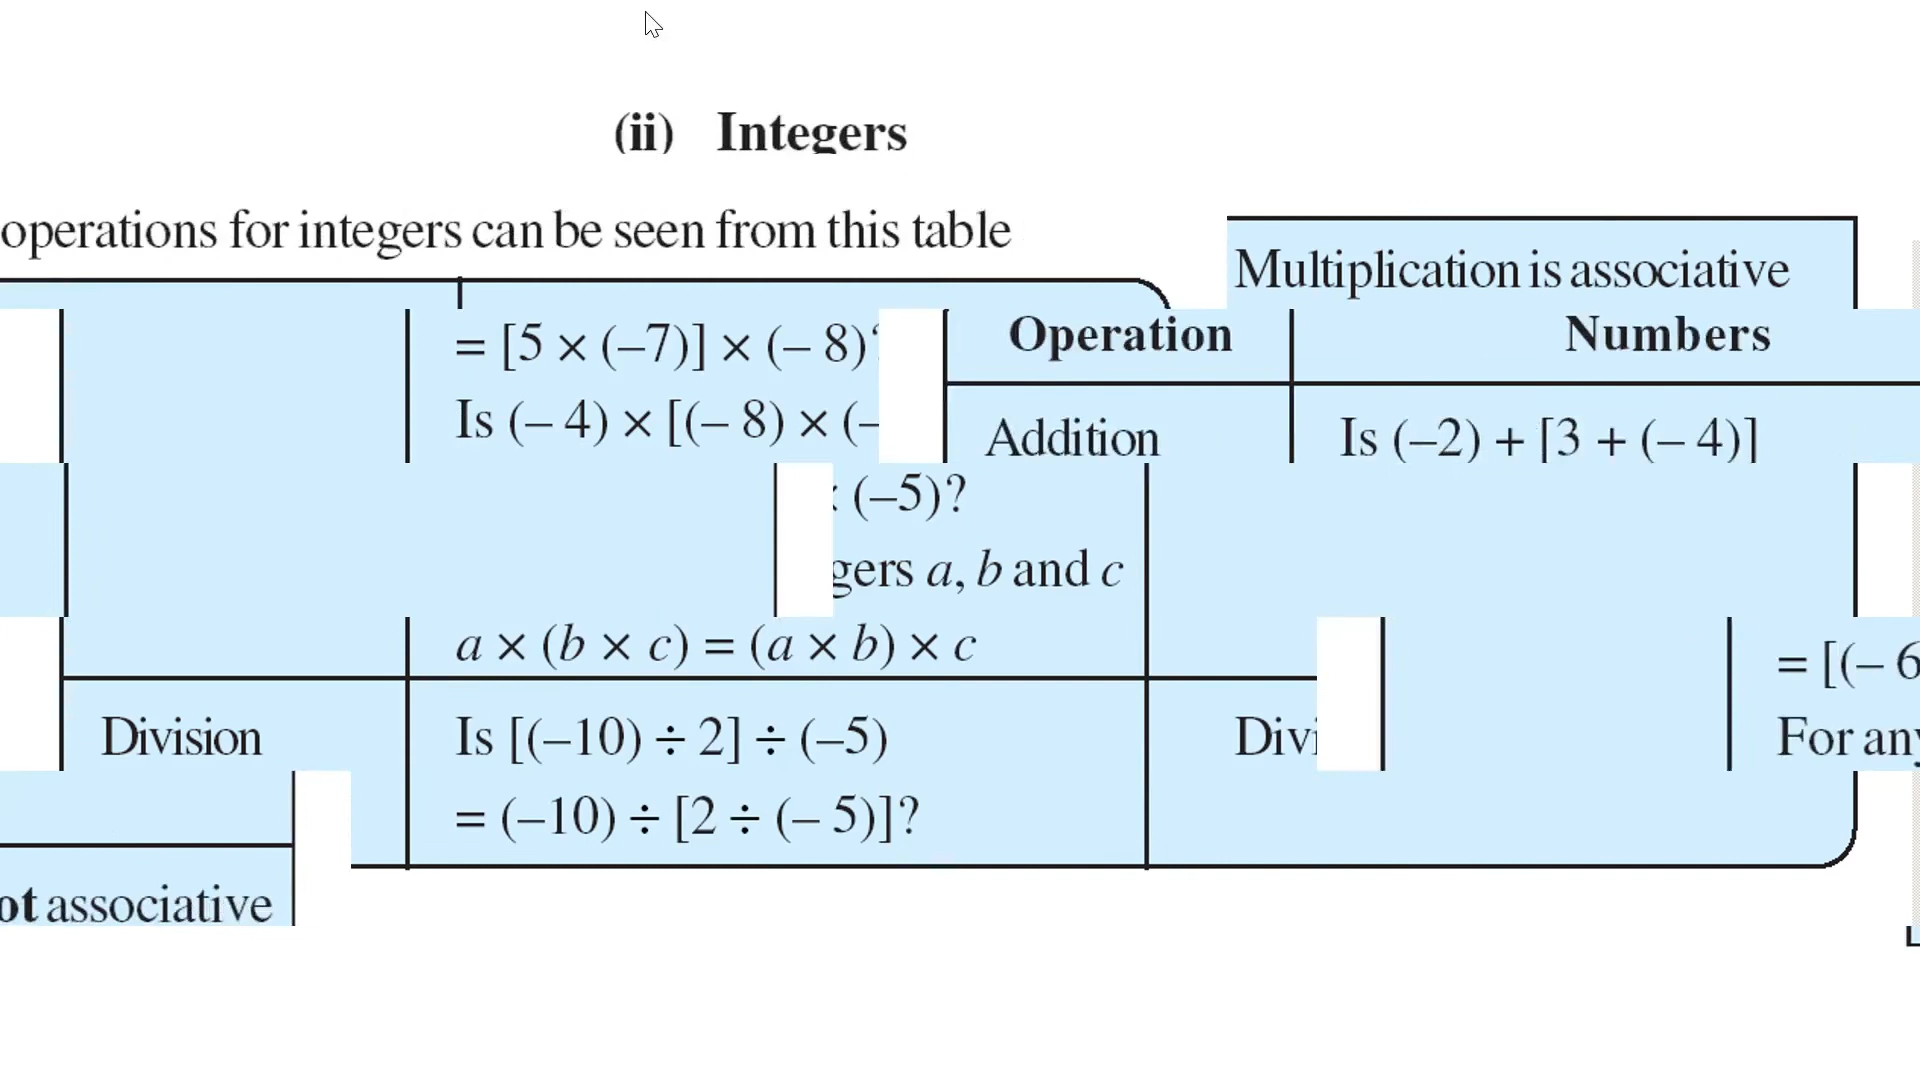 (ii) Integers
operations for integers can be seen from this table
Multiplication is associative
= [5 × (–7)] × (– 8)
Operation Numbers
Is (– 4) × [(– 8) × (–
Addition Is (–2) + [3 + (– 4)]
(–5)?
gers a, b and c
a × (b × c) = (a × b) × c
= [(– 6
Division Is [(–10) ÷ 2] ÷ (–5) Divi For any
= (–10) ÷ [2 ÷ (– 5)]?
ot associative